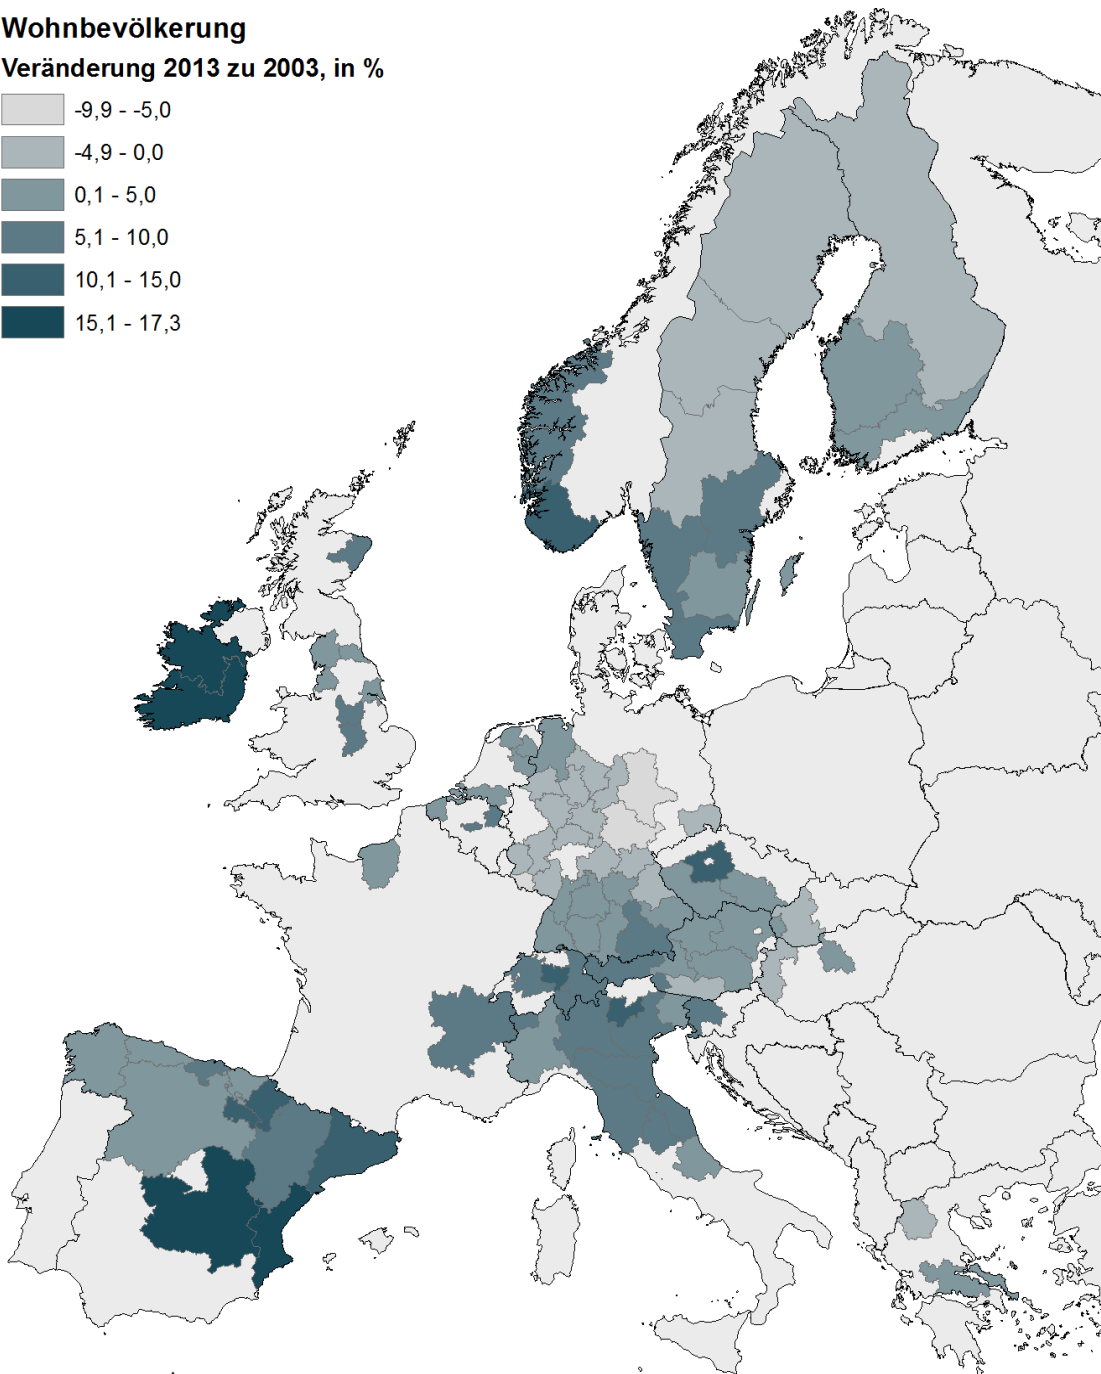 Wohnbevölkerung
Veränderung 2013 zu 2003, in %
-9,9 - -5,0
-4,9 - 0,0
0,1 - 5,0
5,1 - 10,0
10,1 - 15,0
15,1 - 17,3